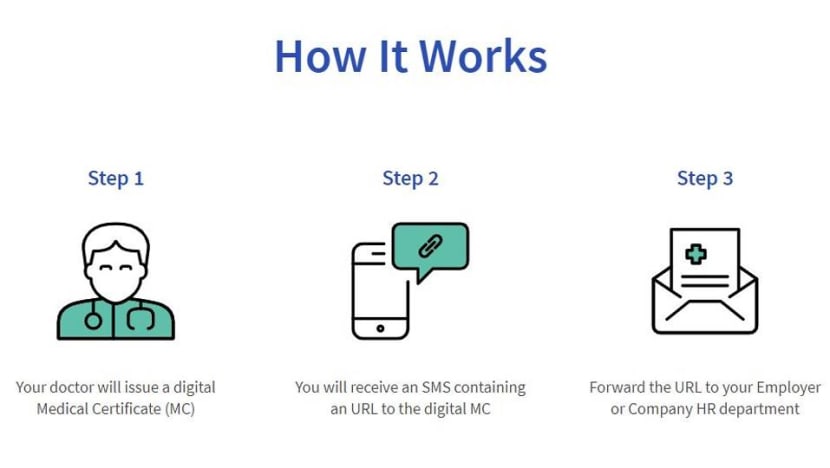 How It Works
Step 1
Your doctor will issue a digital
Medical Certificate (MC)
Step 2
You will receive an SMS containing
an URL to the digital MC
Step 3
Forward the URL to your Employer
or Company HR department